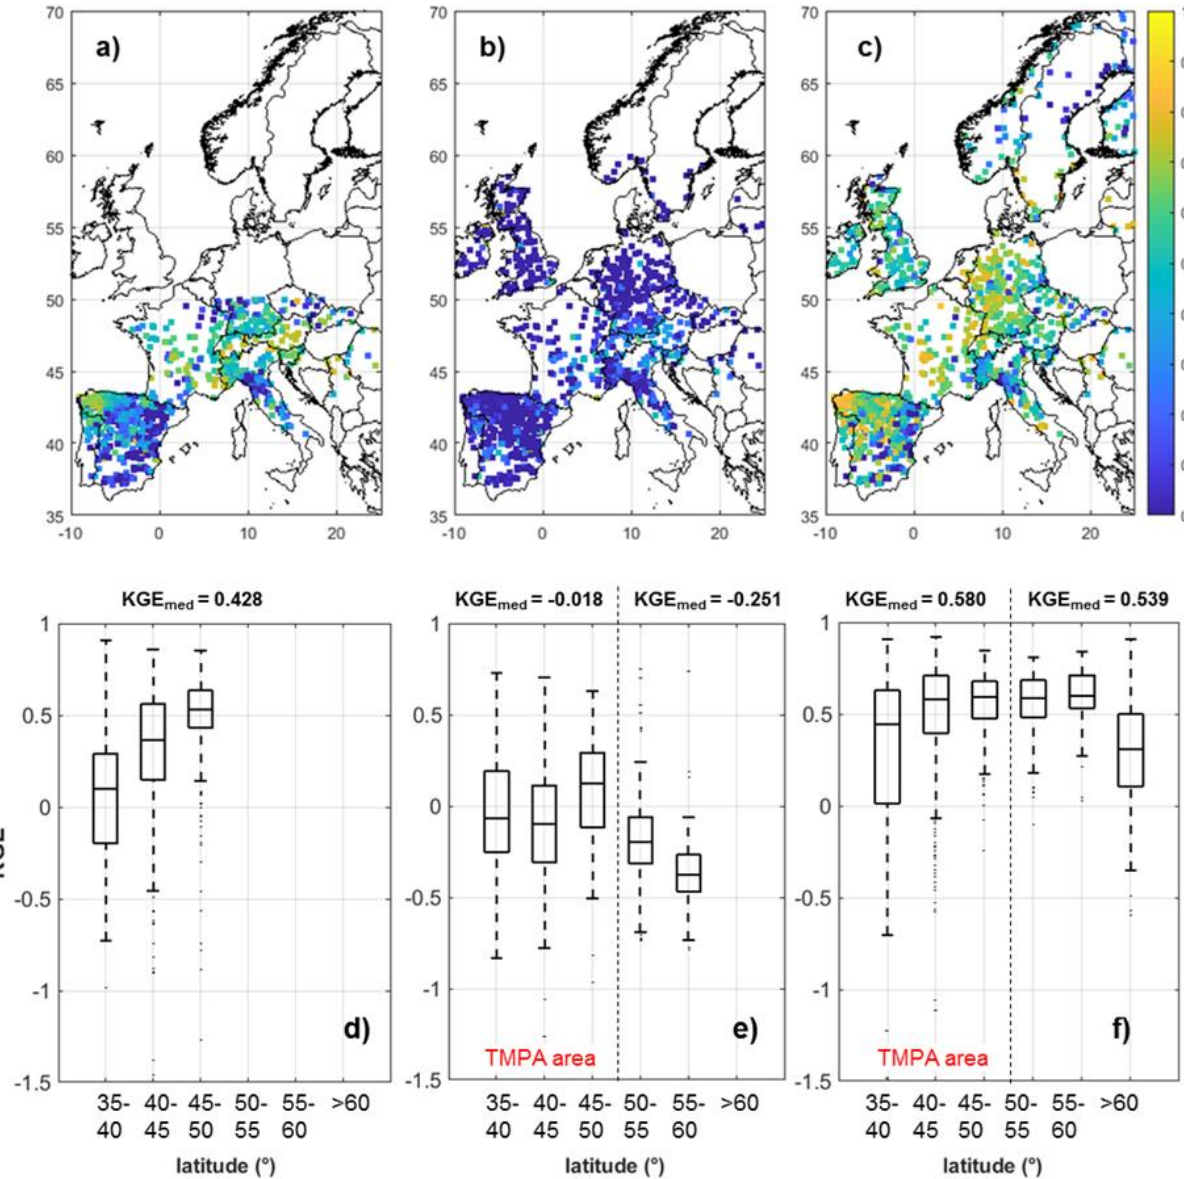 a)
b)
c)
70
65
60
55
50
45
40
35
-10
0
10
20
70
65
60
55
50
45
40
35
-10
0
10
20
70
65
60
55
50
45
40
35
-10
0
10
20
KGEmed = 0.428
KGEmed = -0.018
KGEmed = -0.251
KGEmed = 0.580
KGEmed = 0.539
1
0.5
0
-0.5
-1
-1.5
d)
35- 40- 45- 50- 55- >60
40 45 50 55 60
latitude (°)
1
0.5
0
-0.5
-1
-1.5
e)
TMPA area
35- 40- 45- 50- 55- >60
40 45 50 55 60
latitude (°)
1
0.5
0
-0.5
-1
-1.5
f)
TMPA area
35- 40- 45- 50- 55- >60
40 45 50 55 60
latitude (°)